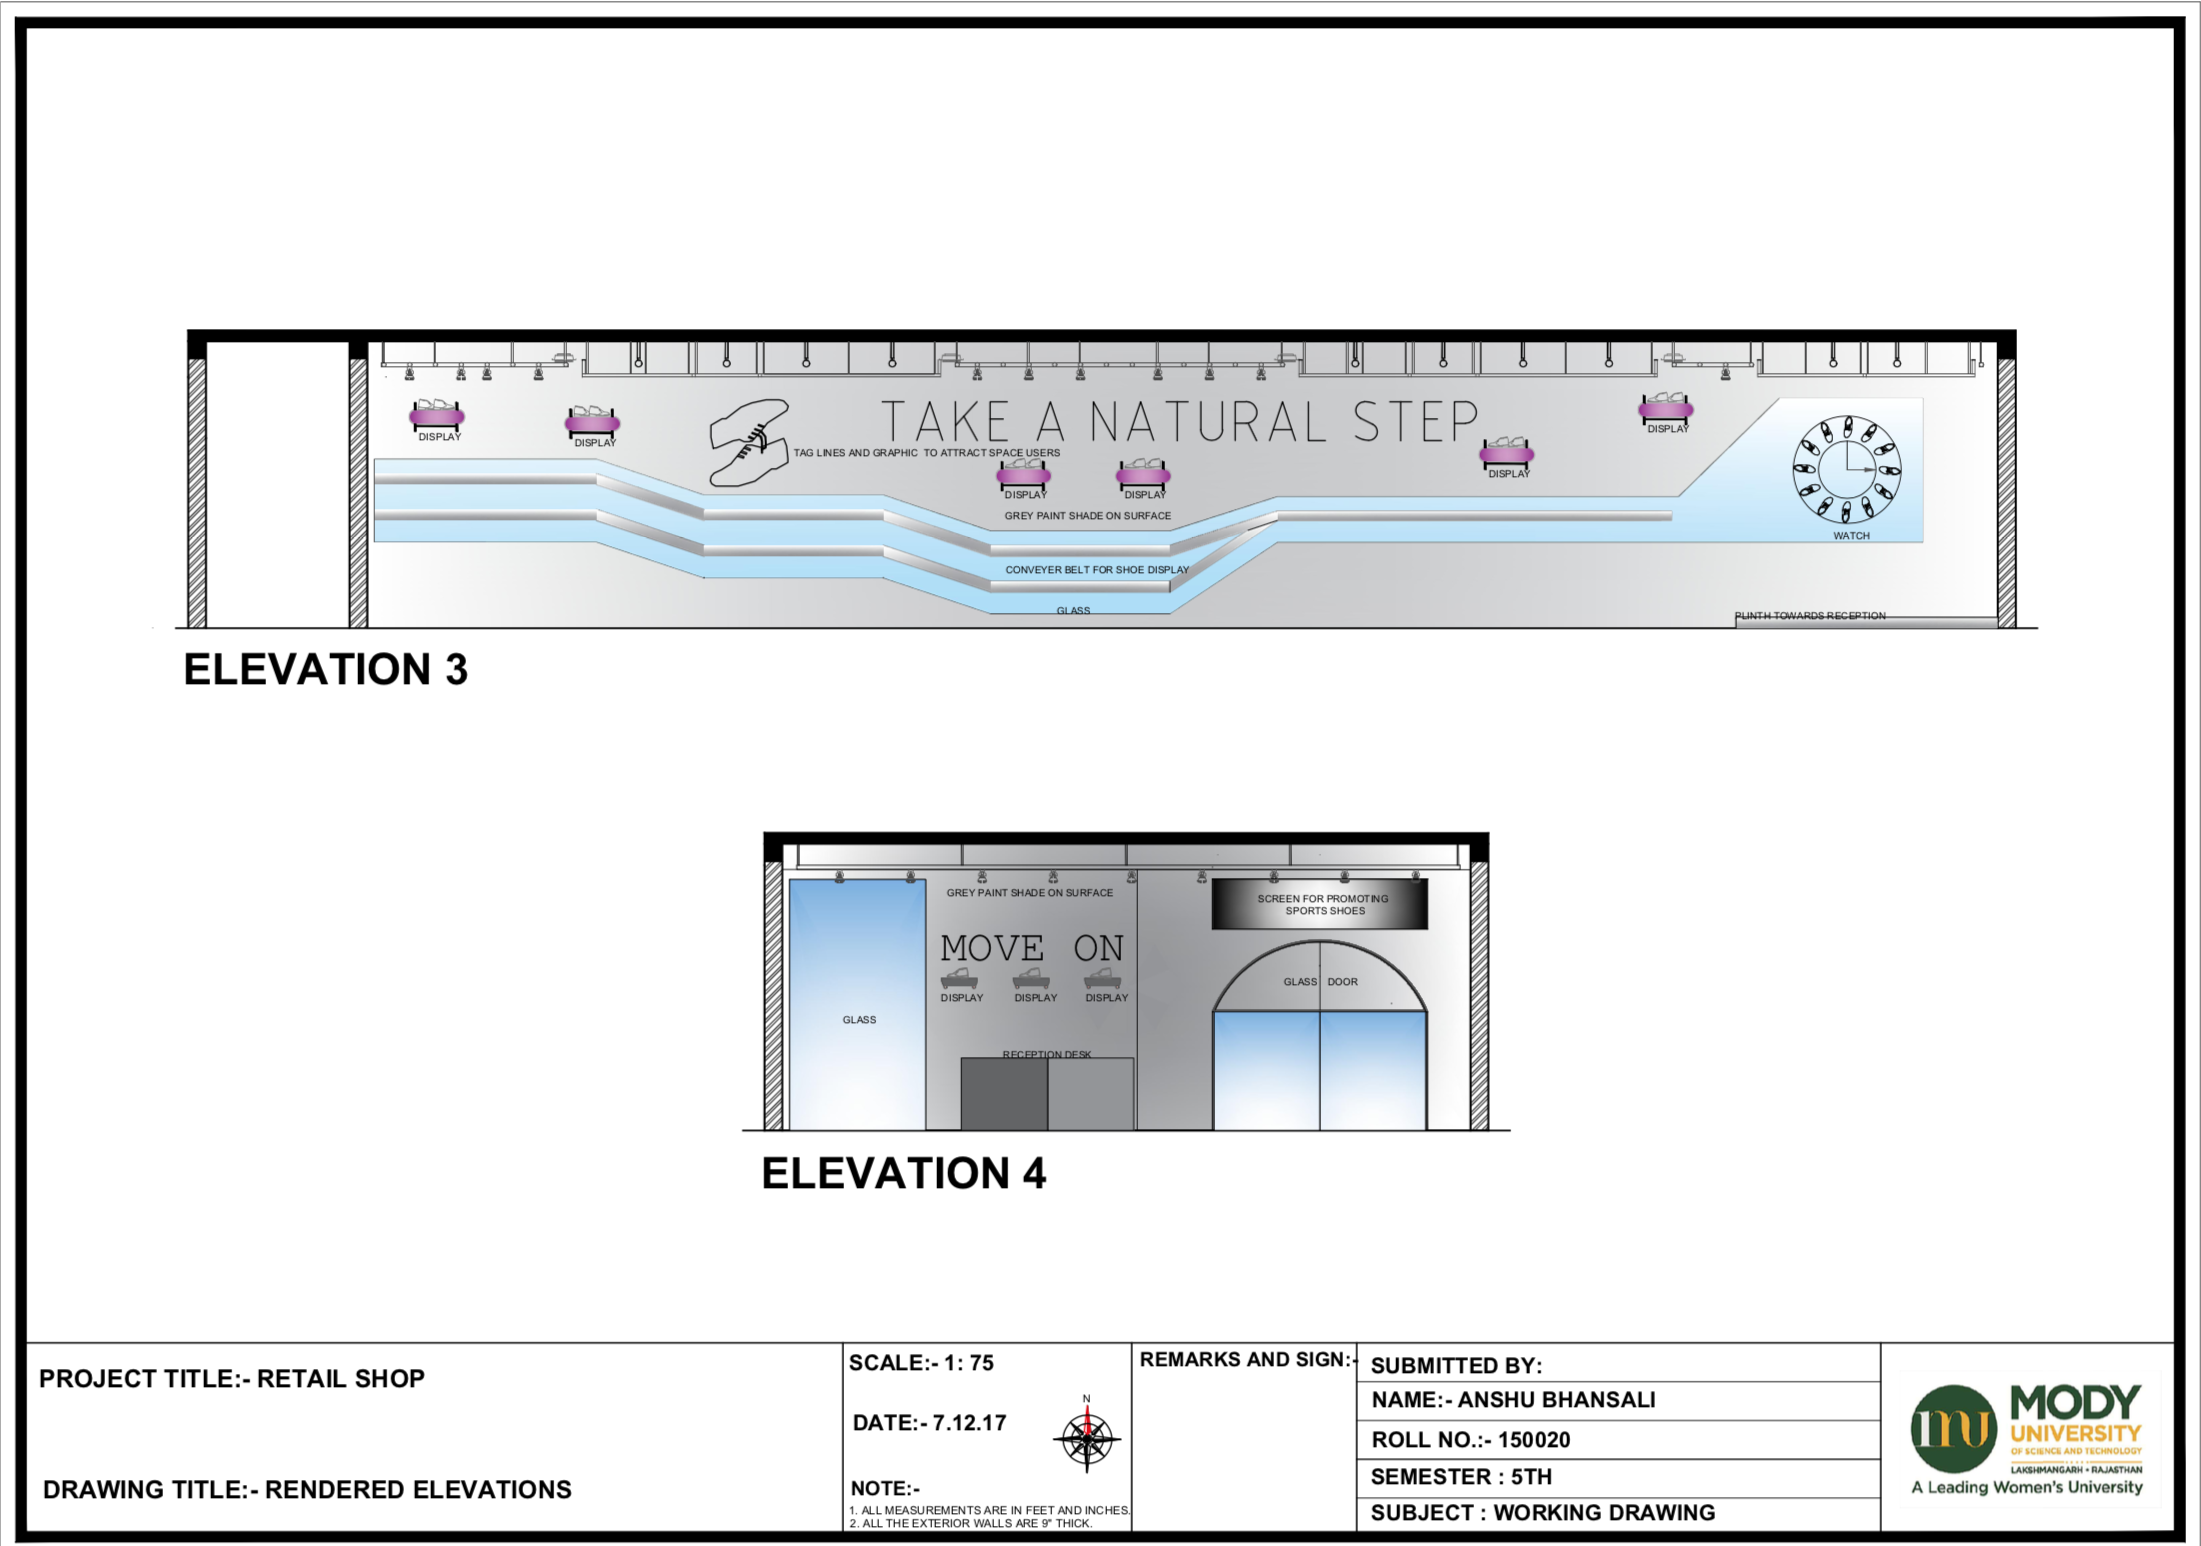 TAKE A NATURAL STEP
TAG LINES AND GRAPHIC TO ATTRACT SPACE USERS
DISPLAY
DISPLAY
DISPLAY
DISPLAY
DISPLAY
DISPLAY
GREY PAINT SHADE ON SURFACE
CONVEYER BELT FOR SHOE DISPLAY
GLASS
WATCH
PLINTH TOWARDS RECEPTION
ELEVATION 3
GREY PAINT SHADE ON SURFACE
SCREEN FOR PROMOTING
SPORTS SHOES
MOVE ON
DISPLAY
DISPLAY
DISPLAY
GLASS DOOR
GLASS
RECEPTION DESK
ELEVATION 4
PROJECT TITLE:- RETAIL SHOP
DRAWING TITLE:- RENDERED ELEVATIONS
SCALE:- 1: 75
DATE:- 7.12.17
N
NOTE:-
1. ALL MEASUREMENTS ARE IN FEET AND INCHES.
2. ALL THE EXTERIOR WALLS ARE 9" THICK.
REMARKS AND SIGN:-
SUBMITTED BY:
NAME:- ANSHU BHANSALI
ROLL NO.:- 150020
SEMESTER : 5TH
SUBJECT : WORKING DRAWING
mu
MODY
UNIVERSITY
OF SCIENCE AND TECHNOLOGY
LAKSHMANGARH • RAJASTHAN
A Leading Women's University